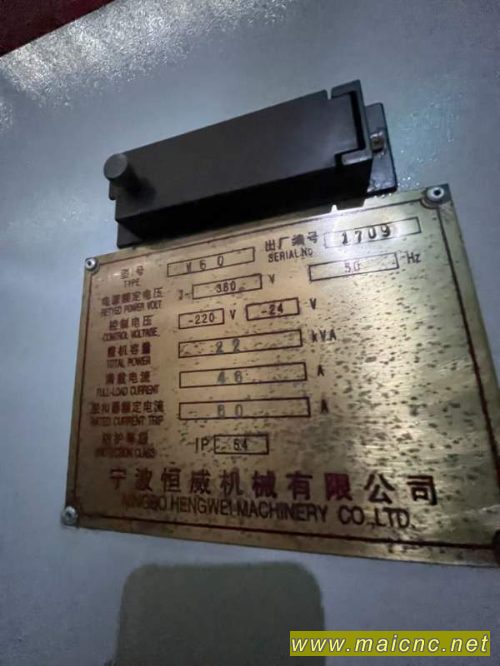 型号 V60 出厂编号 1709
TYPE SERIAL NO
电源额定电压 3~ 380 V 50 Hz
RETYED POWER VOLT
控制电压 ~220 V -24 V
CONTROL VOLTAGE
整机容量 22 KVA
TOTAL POWER
满载电流 46 A
FULL-LOAD CURRENT
脱扣器额定电流 60 A
RATED CURRENT TRIP
防护等级 IP 54
PROTECTION CLASS
宁波恒威机械有限公司
NINGBO HENGWEI MACHINERY CO.,LTD.
www.maicnc.net